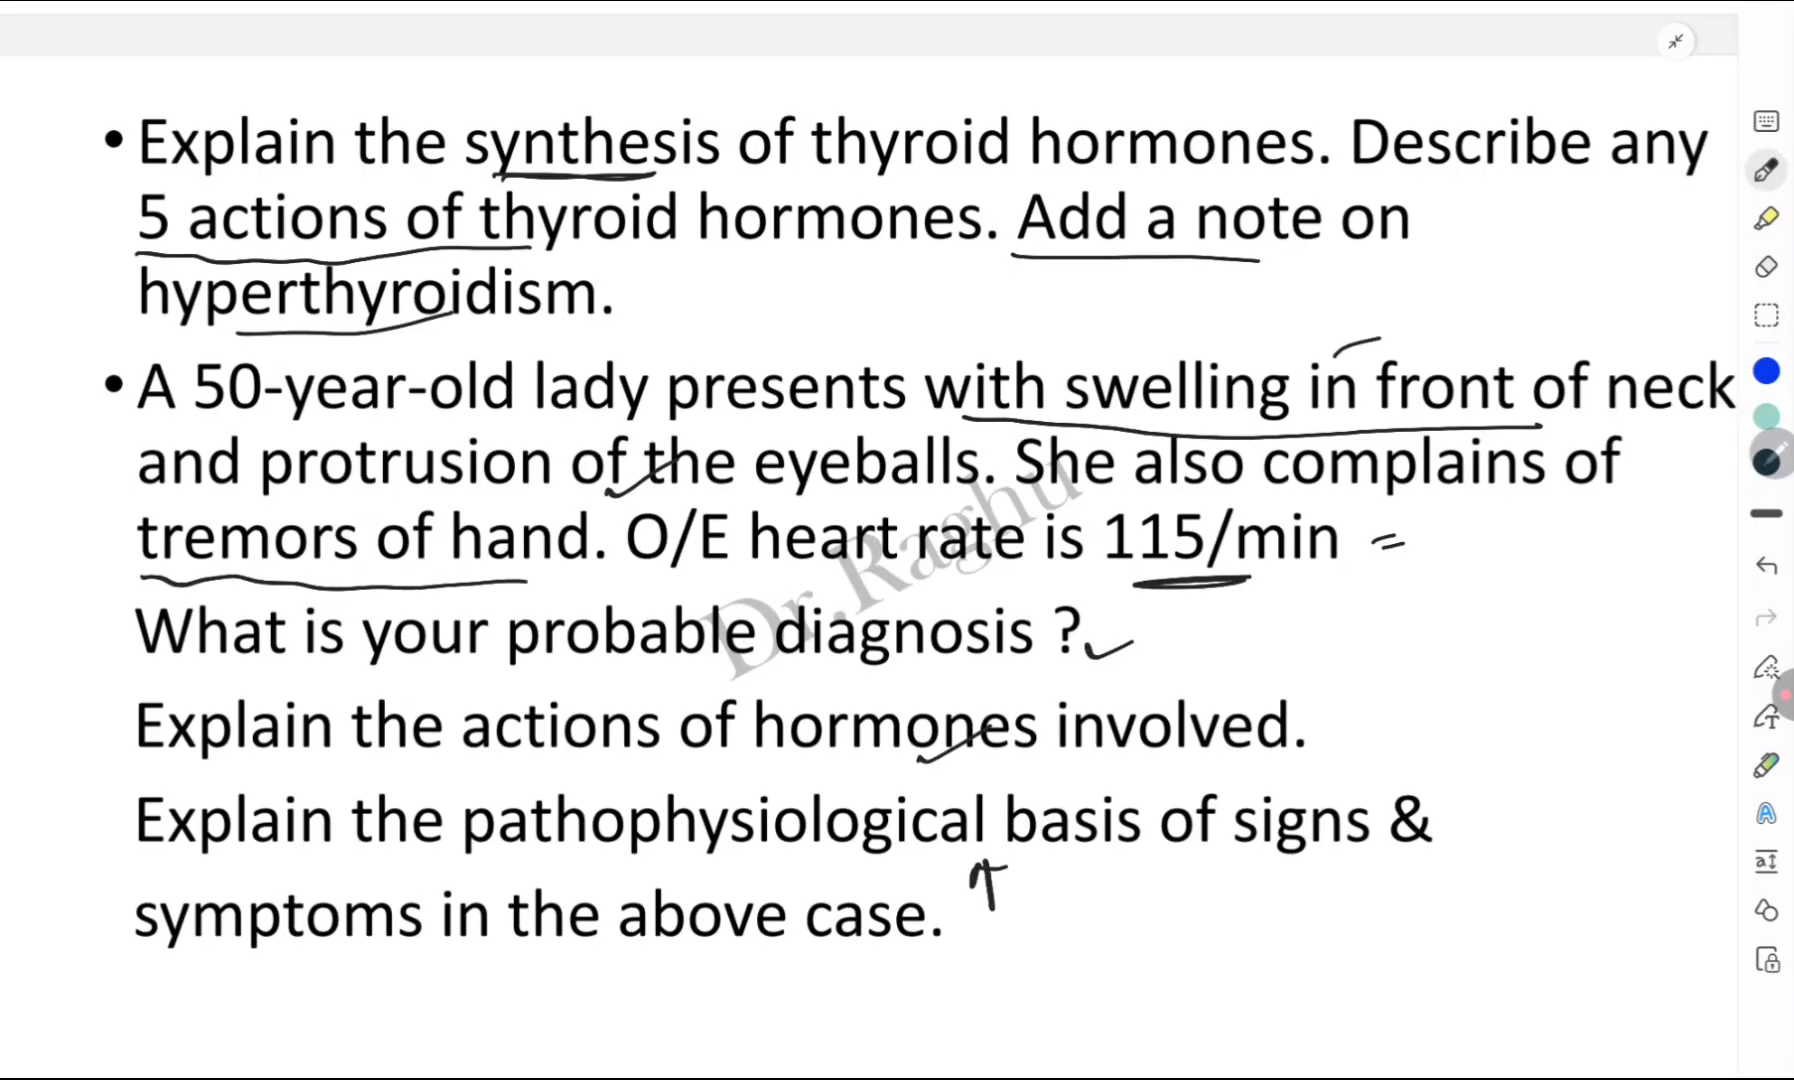 • Explain the synthesis of thyroid hormones. Describe any
5 actions of thyroid hormones. Add a note on
hyperthyroidism.
• A 50-year-old lady presents with swelling in front of neck
and protrusion of the eyeballs. She also complains of
tremors of hand. O/E heart rate is 115/min
What is your probable diagnosis ?
Explain the actions of hormones involved.
Explain the pathophysiological basis of signs &
symptoms in the above case.
Dr.Raghu